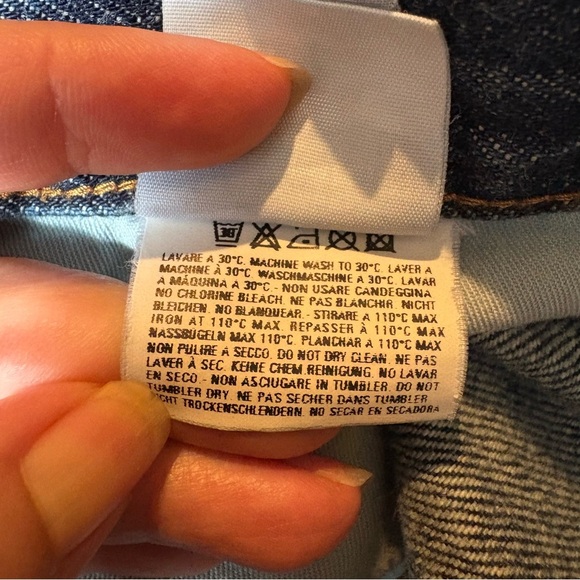 30
LAVARE A 30°C. MACHINE WASH TO 30°C. LAVER A
MACHINE À 30°C. WASCHMASCHINE A 30°C. LAVAR
A MÁQUINA A 30°C - NON USARE CANDEGGINA
NO CHLORINE BLEACH. NE PAS BLANCHIR. NICHT
BLEICHEN. NO BLANQUEAR. - STIRARE A 110°C MAX
IRON AT 110°C MAX. REPASSER À 110°C MAX
NASSBUGELN MAX 110°C. PLANCHAR A 110°C MAX
NON PULIRE A SECCO. DO NOT DRY CLEAN. NE PAS
LAVER À SEC. KEINE CHEM.REINIGUNG. NO LAVAR
EN SECO. - NON ASCIUGARE IN TUMBLER. DO NOT
TUMBLER DRY. NE PAS SECHER DANS TUMBLER
NICHT TROCKENSCHLENDERN. NO SECAR EN SECADORA